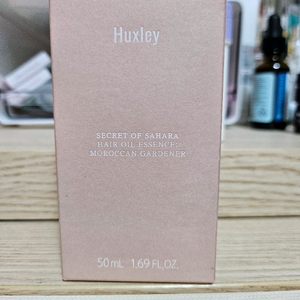 Huxley
SECRET OF SAHARA
HAIR OIL ESSENCE;
MOROCCAN GARDENER
50mL 1.69 FL.OZ.